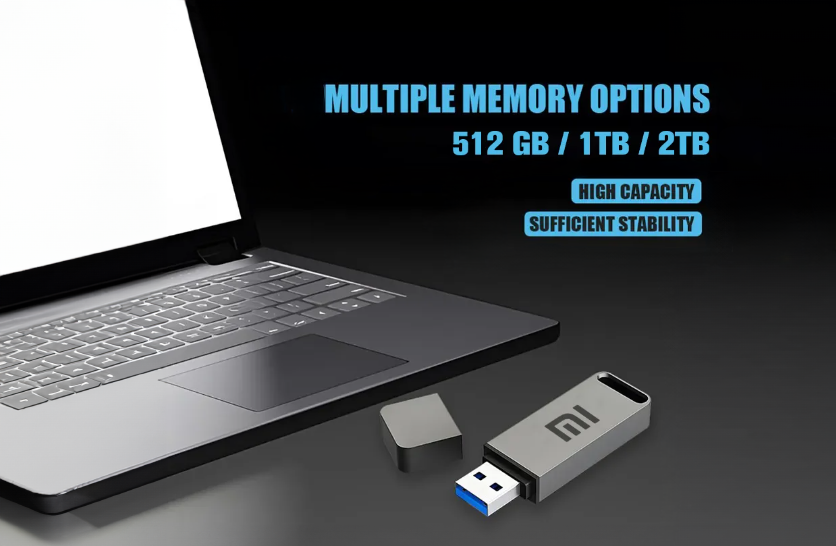 MULTIPLE MEMORY OPTIONS
512 GB / 1TB / 2TB
HIGH CAPACITY
SUFFICIENT STABILITY
MI